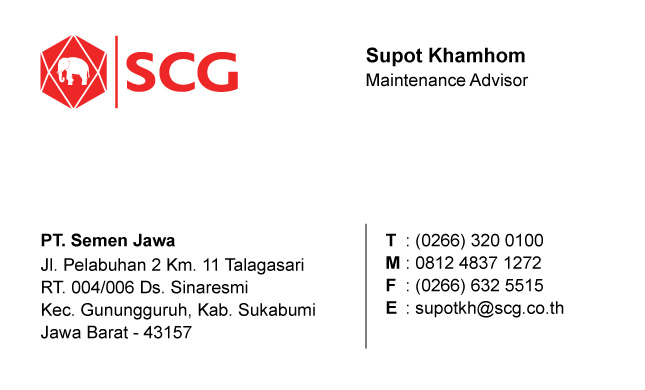 SCG
Supot Khamhom
Maintenance Advisor
PT. Semen Jawa
Jl. Pelabuhan 2 Km. 11 Talagasari
RT. 004/006 Ds. Sinaresmi
Kec. Gunungguruh, Kab. Sukabumi
Jawa Barat - 43157
T : (0266) 320 0100
M : 0812 4837 1272
F : (0266) 632 5515
E : supotkh@scg.co.th